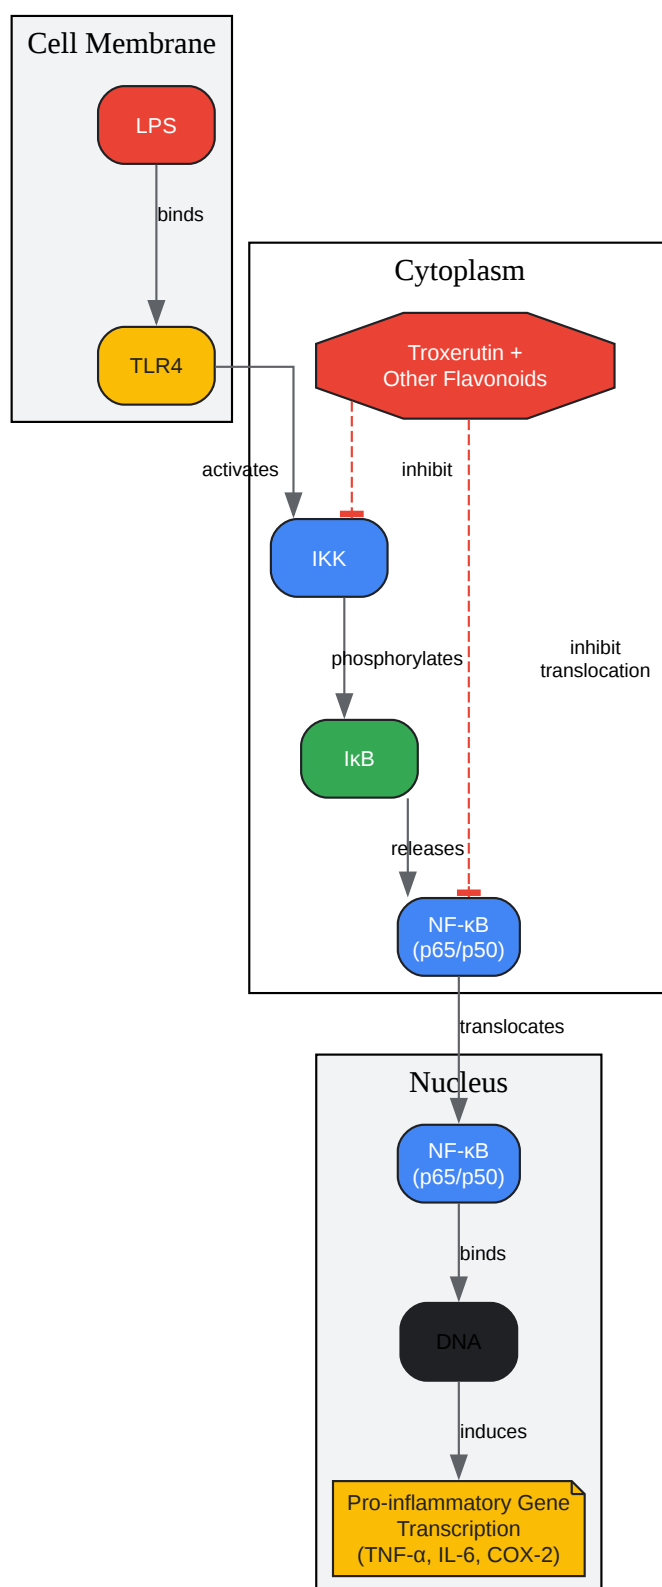 Cell Membrane
LPS
binds
TLR4
Cytoplasm
Troxerutin +
Other Flavonoids
activates
inhibit
IKK
phosphorylates
inhibit
translocation
IκB
releases
NF-κB
(p65/p50)
translocates
Nucleus
NF-κB
(p65/p50)
binds
DNA
induces
Pro-inflammatory Gene
Transcription
(TNF-α, IL-6, COX-2)